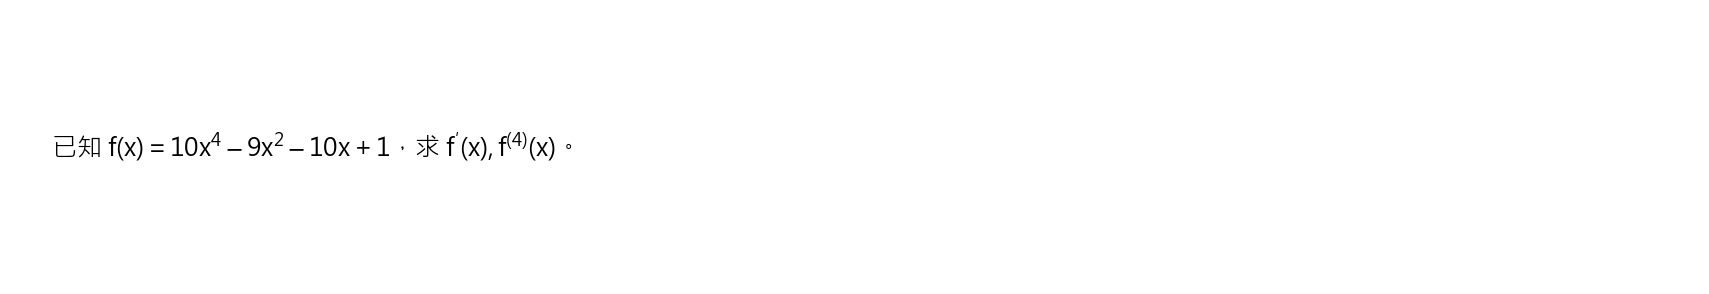 已知 f(x) = 10x⁴ – 9x² – 10x + 1，求 f′(x), f⁽⁴⁾(x)。